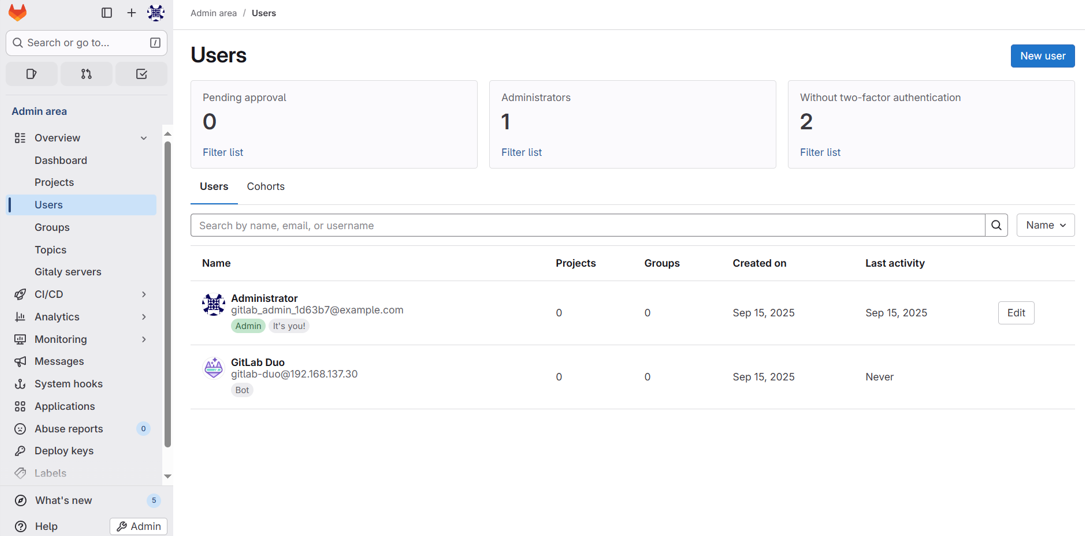 Search or go to... /
Admin area
Overview
Dashboard
Projects
Users
Groups
Topics
Gitaly servers
CI/CD
Analytics
Monitoring
Messages
System hooks
Applications
Abuse reports 0
Deploy keys
Labels
What's new 5
Help Admin
Admin area / Users
Users
New user
Pending approval
0
Filter list
Administrators
1
Filter list
Without two-factor authentication
2
Filter list
Users Cohorts
Search by name, email, or username
Name
Name Projects Groups Created on Last activity
Administrator
gitlab_admin_1d63b7@example.com
Admin It's you!
0 0 Sep 15, 2025 Sep 15, 2025 Edit
GitLab Duo
gitlab-duo@192.168.137.30
Bot
0 0 Sep 15, 2025 Never